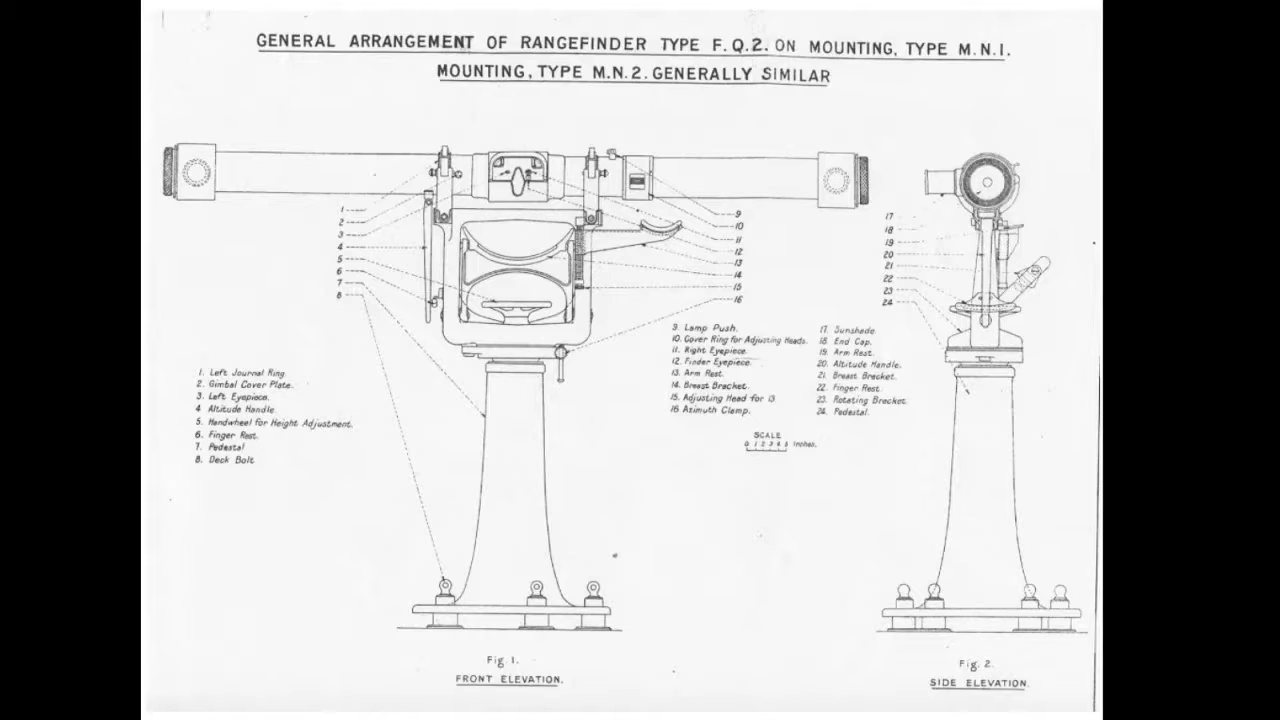 GENERAL ARRANGEMENT OF RANGEFINDER TYPE F.Q.2. ON MOUNTING, TYPE M.N.1.
MOUNTING, TYPE M.N.2. GENERALLY SIMILAR
1
2
3
4
5
6
7
8
9
10
11
12
13
14
15
16
17
18
19
20
21
22
23
24
1. Left Journal Ring.
2. Gimbal Cover Plate.
3. Left Eyepiece.
4 Altitude Handle.
5. Handwheel for Height Adjustment.
6. Finger Rest.
7. Pedestal
8. Deck Bolt
9. Lamp Push.
10. Cover Ring for Adjusting Heads.
11. Right Eyepiece.
12. Finder Eyepiece.
13. Arm Rest.
14. Breast Bracket.
15. Adjusting Head for 13
16 Azimuth Clamp.
17. Sunshade.
18. End Cap.
19. Arm Rest.
20. Altitude Handle.
21. Breast Bracket.
22. Finger Rest.
23. Rotating Bracket.
24. Pedestal.
SCALE
0 1 2 3 4 5 Inches.
Fig. 1.
FRONT ELEVATION.
Fig. 2.
SIDE ELEVATION.